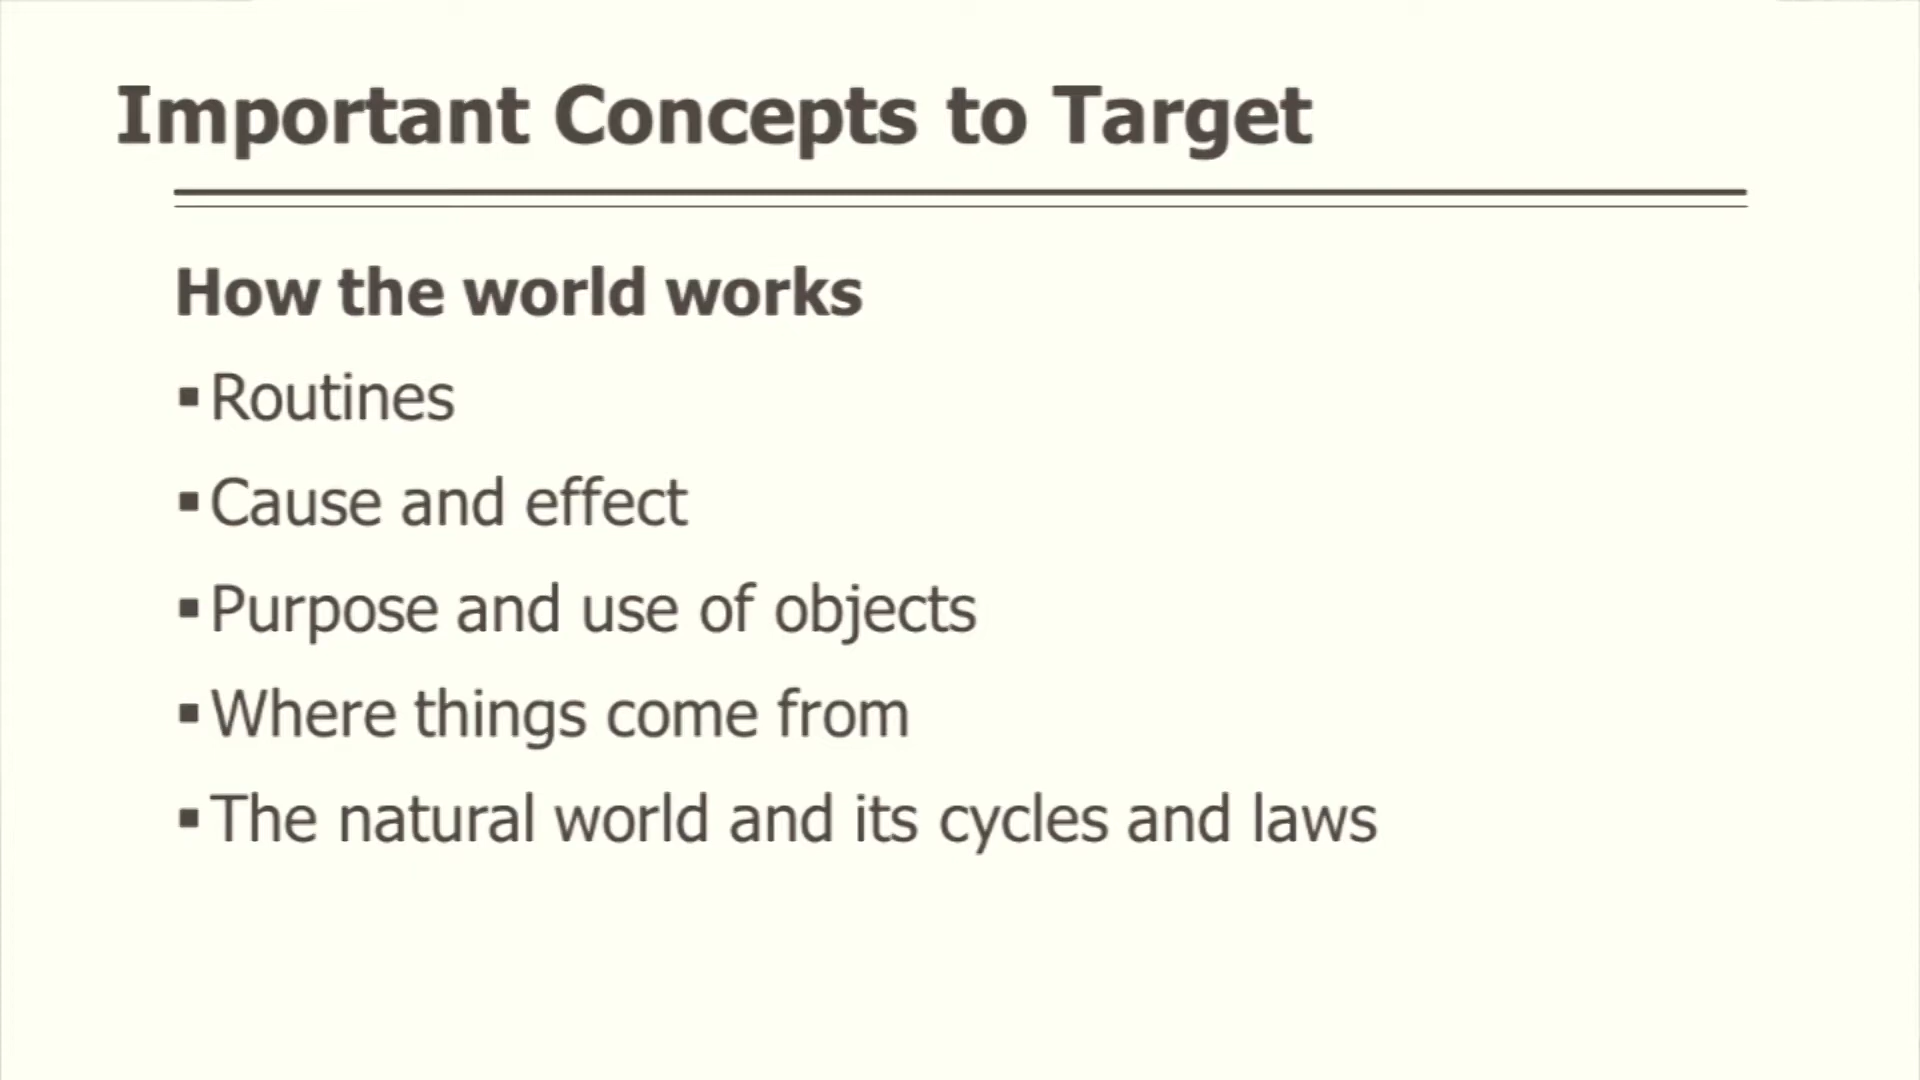 Important Concepts to Target
How the world works
▪Routines
▪Cause and effect
▪Purpose and use of objects
▪Where things come from
▪The natural world and its cycles and laws